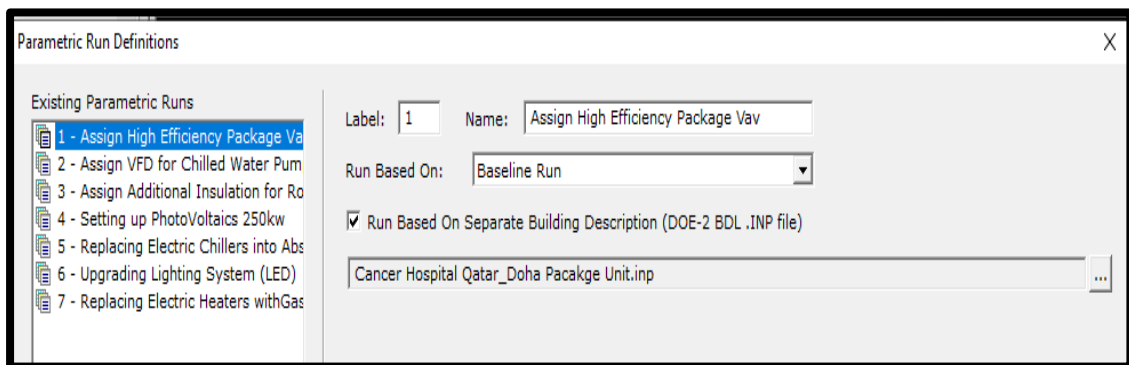 Parametric Run Definitions
X
Existing Parametric Runs
1 - Assign High Efficiency Package Va
2 - Assign VFD for Chilled Water Pum
3 - Assign Additional Insulation for Ro
4 - Setting up PhotoVoltaics 250kw
5 - Replacing Electric Chillers into Abs
6 - Upgrading Lighting System (LED)
7 - Replacing Electric Heaters withGas
Label: 1 Name: Assign High Efficiency Package Vav
Run Based On: Baseline Run
Run Based On Separate Building Description (DOE-2 BDL .INP file)
Cancer Hospital Qatar_Doha Pacakge Unit.inp ...